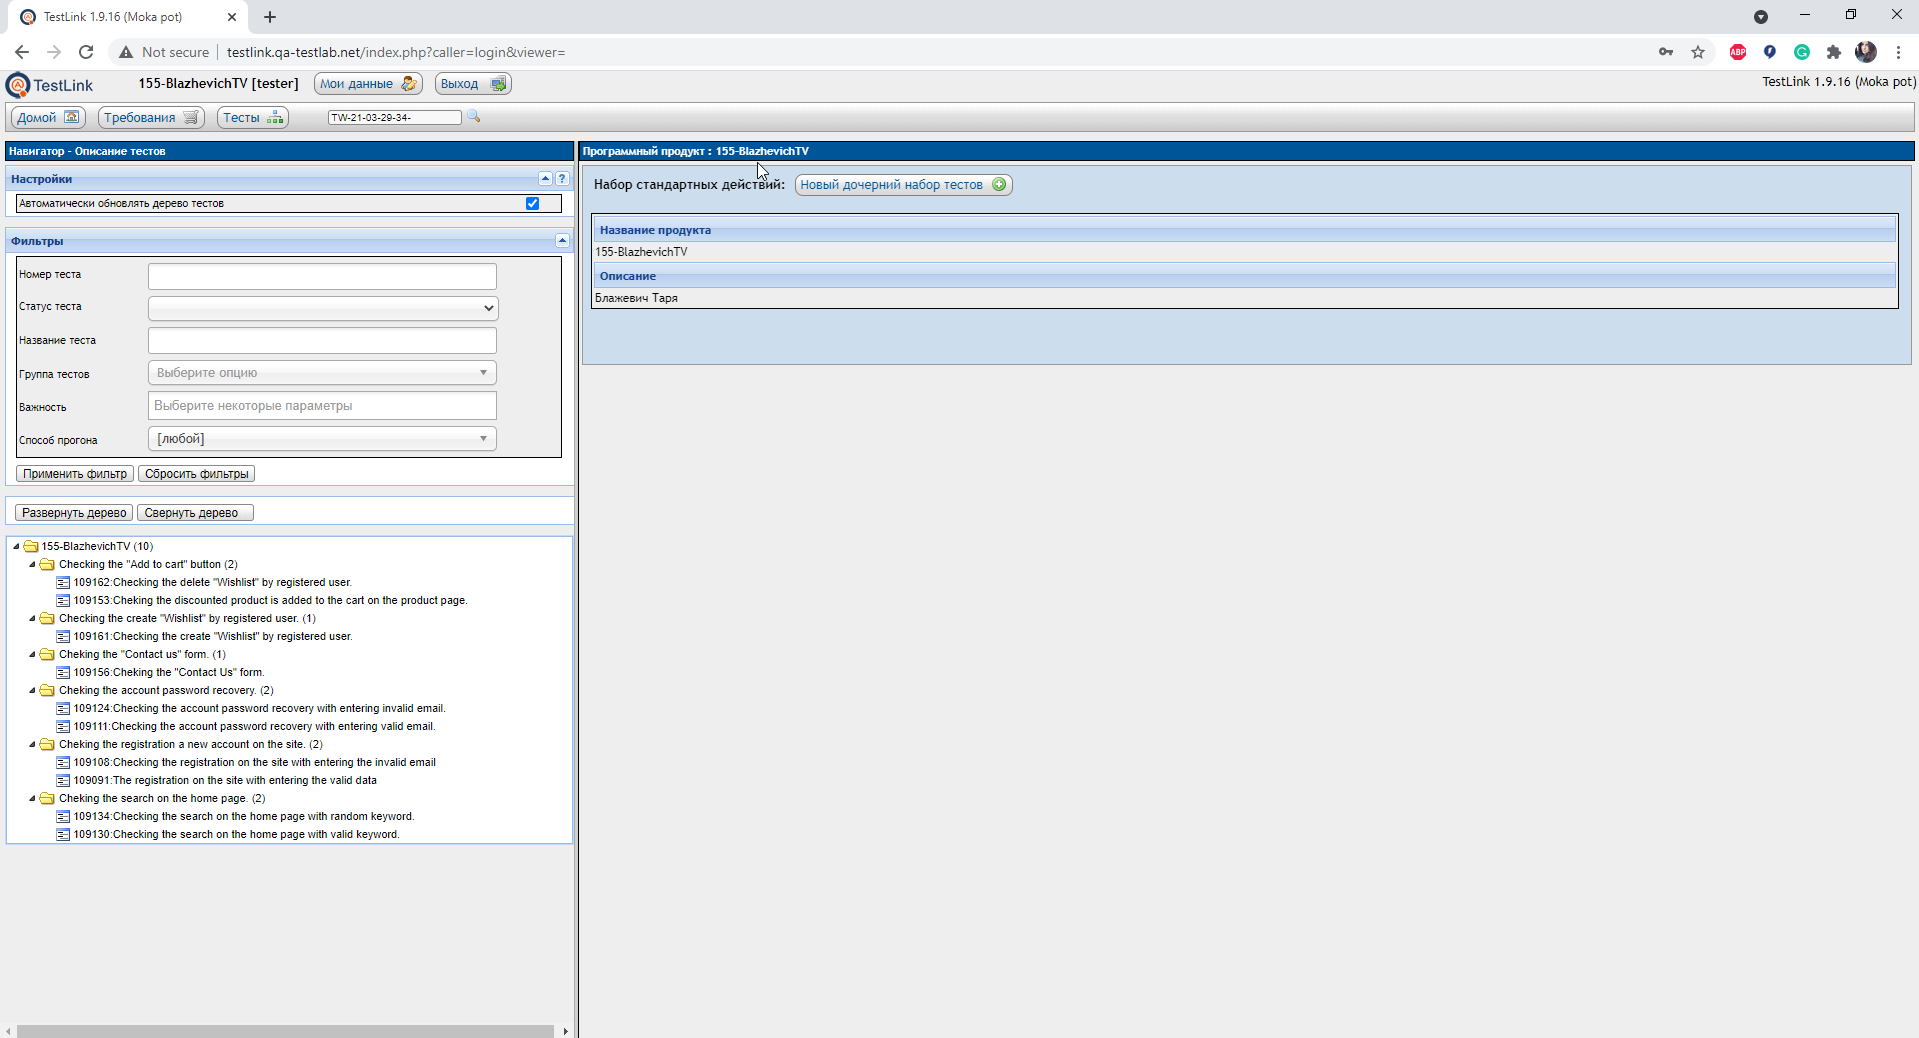 TestLink 1.9.16 (Moka pot)
Not secure testlink.qa-testlab.net/index.php?caller=login&viewer=
ABP
TestLink 155-BlazhevichTV [tester] Мои данные Выход TestLink 1.9.16 (Moka pot)
Домой Требования Тесты TW-21-03-29-34-
Навигатор - Описание тестов
Настройки ?
Автоматически обновлять дерево тестов
Фильтры
Номер теста
Статус теста
Название теста
Группа тестов Выберите опцию
Важность Выберите некоторые параметры
Способ прогона [любой]
Применить фильтр Сбросить фильтры
Развернуть дерево Свернуть дерево
155-BlazhevichTV (10)
Checking the "Add to cart" button (2)
109162:Checking the delete "Wishlist" by registered user.
109153:Cheking the discounted product is added to the cart on the product page.
Checking the create "Wishlist" by registered user. (1)
109161:Checking the create "Wishlist" by registered user.
Cheking the "Contact us" form. (1)
109156:Cheking the "Contact Us" form.
Cheking the account password recovery. (2)
109124:Checking the account password recovery with entering invalid email.
109111:Checking the account password recovery with entering valid email.
Cheking the registration a new account on the site. (2)
109108:Checking the registration on the site with entering the invalid email
109091:The registration on the site with entering the valid data
Cheking the search on the home page. (2)
109134:Checking the search on the home page with random keyword.
109130:Checking the search on the home page with valid keyword.
Программный продукт : 155-BlazhevichTV
Набор стандартных действий: Новый дочерний набор тестов
Название продукта
155-BlazhevichTV
Описание
Блажевич Таря